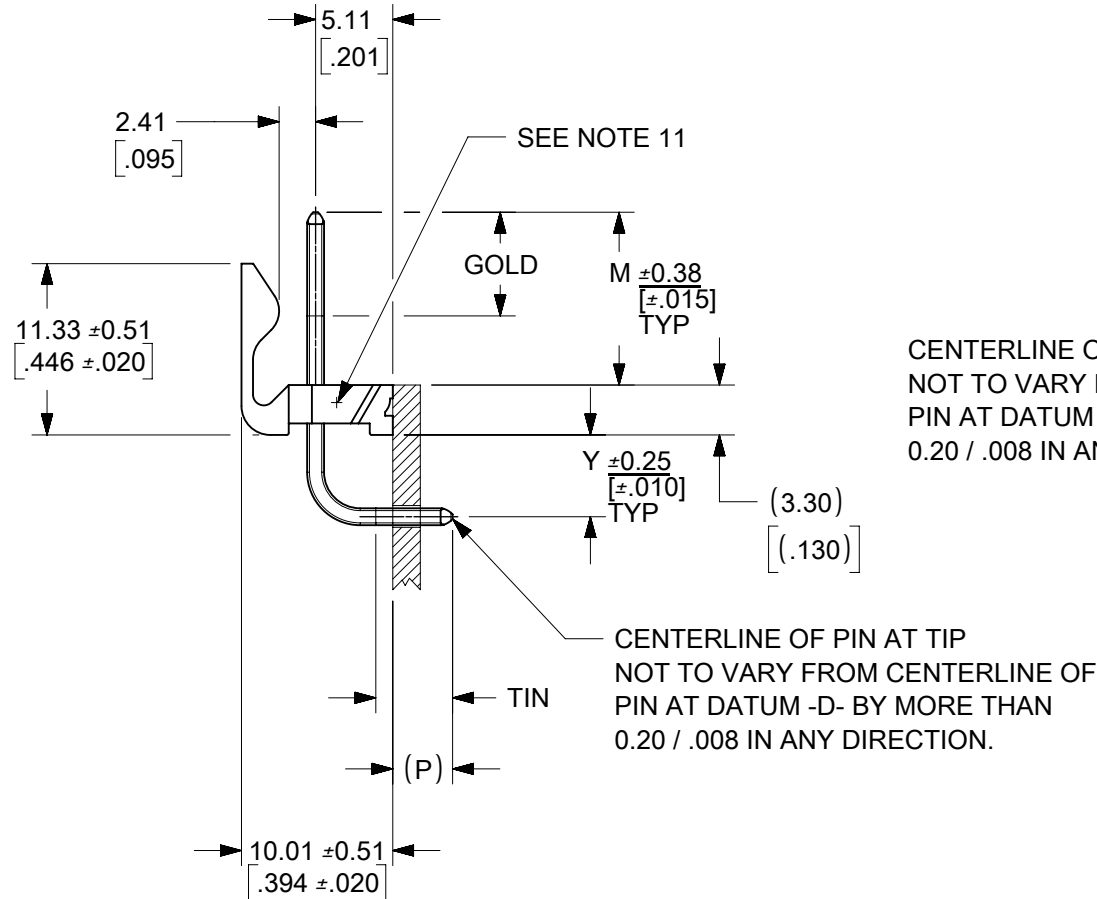 5.11
[.201]
2.41
[.095]
SEE NOTE 11
GOLD
M ±0.38
[±.015]
TYP
11.33 ±0.51
[.446 ±.020]
CENTERLINE
NOT TO VARY
PIN AT DATUM
0.20 / .008 IN
Y ±0.25
[±.010]
TYP
(3.30)
[(.130)]
CENTERLINE OF PIN AT TIP
NOT TO VARY FROM CENTERLINE OF
PIN AT DATUM -D- BY MORE THAN
0.20 / .008 IN ANY DIRECTION.
TIN
(P)
10.01 ±0.51
[.394 ±.020]